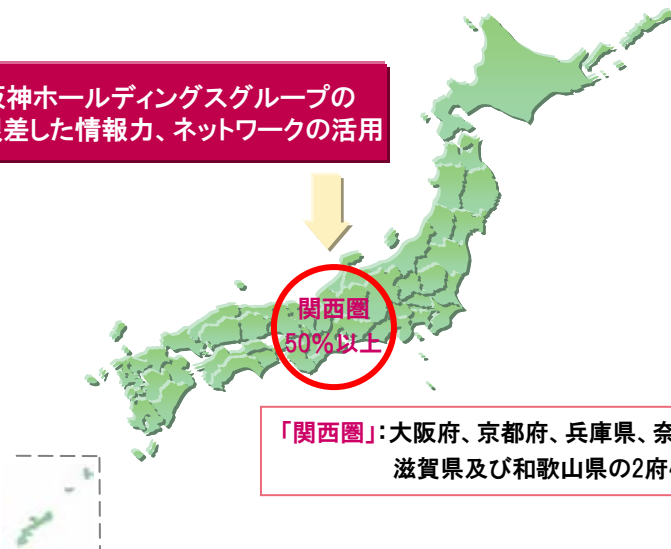 阪神ホールディングスグループの
差した情報力、ネットワークの活用
関西圏
50%以上
「関西圏」：大阪府、京都府、兵庫県、奈
滋賀県及び和歌山県の2府